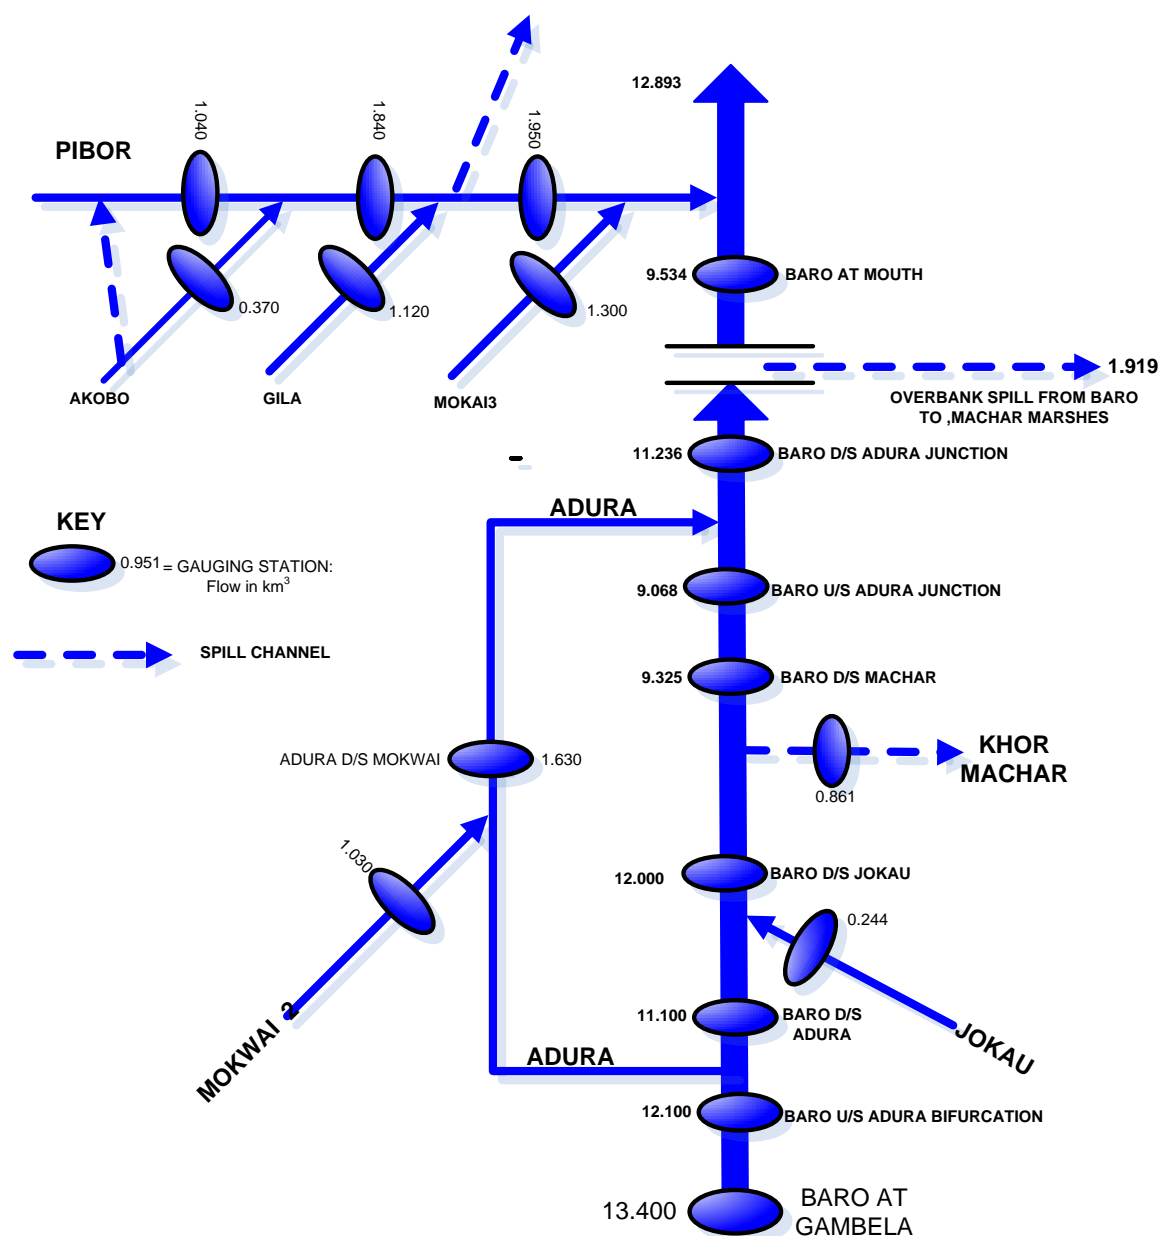 12.893
1.040
1.840
1.950
PIBOR
9.534
BARO AT MOUTH
0.370
1.120
1.300
1.919
AKOBO
GILA
MOKAI3
OVERBANK SPILL FROM BARO
TO ,MACHAR MARSHES
11.236
BARO D/S ADURA JUNCTION
ADURA
KEY
0.951 = GAUGING STATION:
Flow in km3
9.068
BARO U/S ADURA JUNCTION
SPILL CHANNEL
9.325
BARO D/S MACHAR
ADURA D/S MOKWAI
1.630
KHOR
MACHAR
0.861
1.030
12.000
BARO D/S JOKAU
0.244
MOKWAI 2
11.100
BARO D/S
ADURA
JOKAU
ADURA
12.100
BARO U/S ADURA BIFURCATION
13.400
BARO AT
GAMBELA